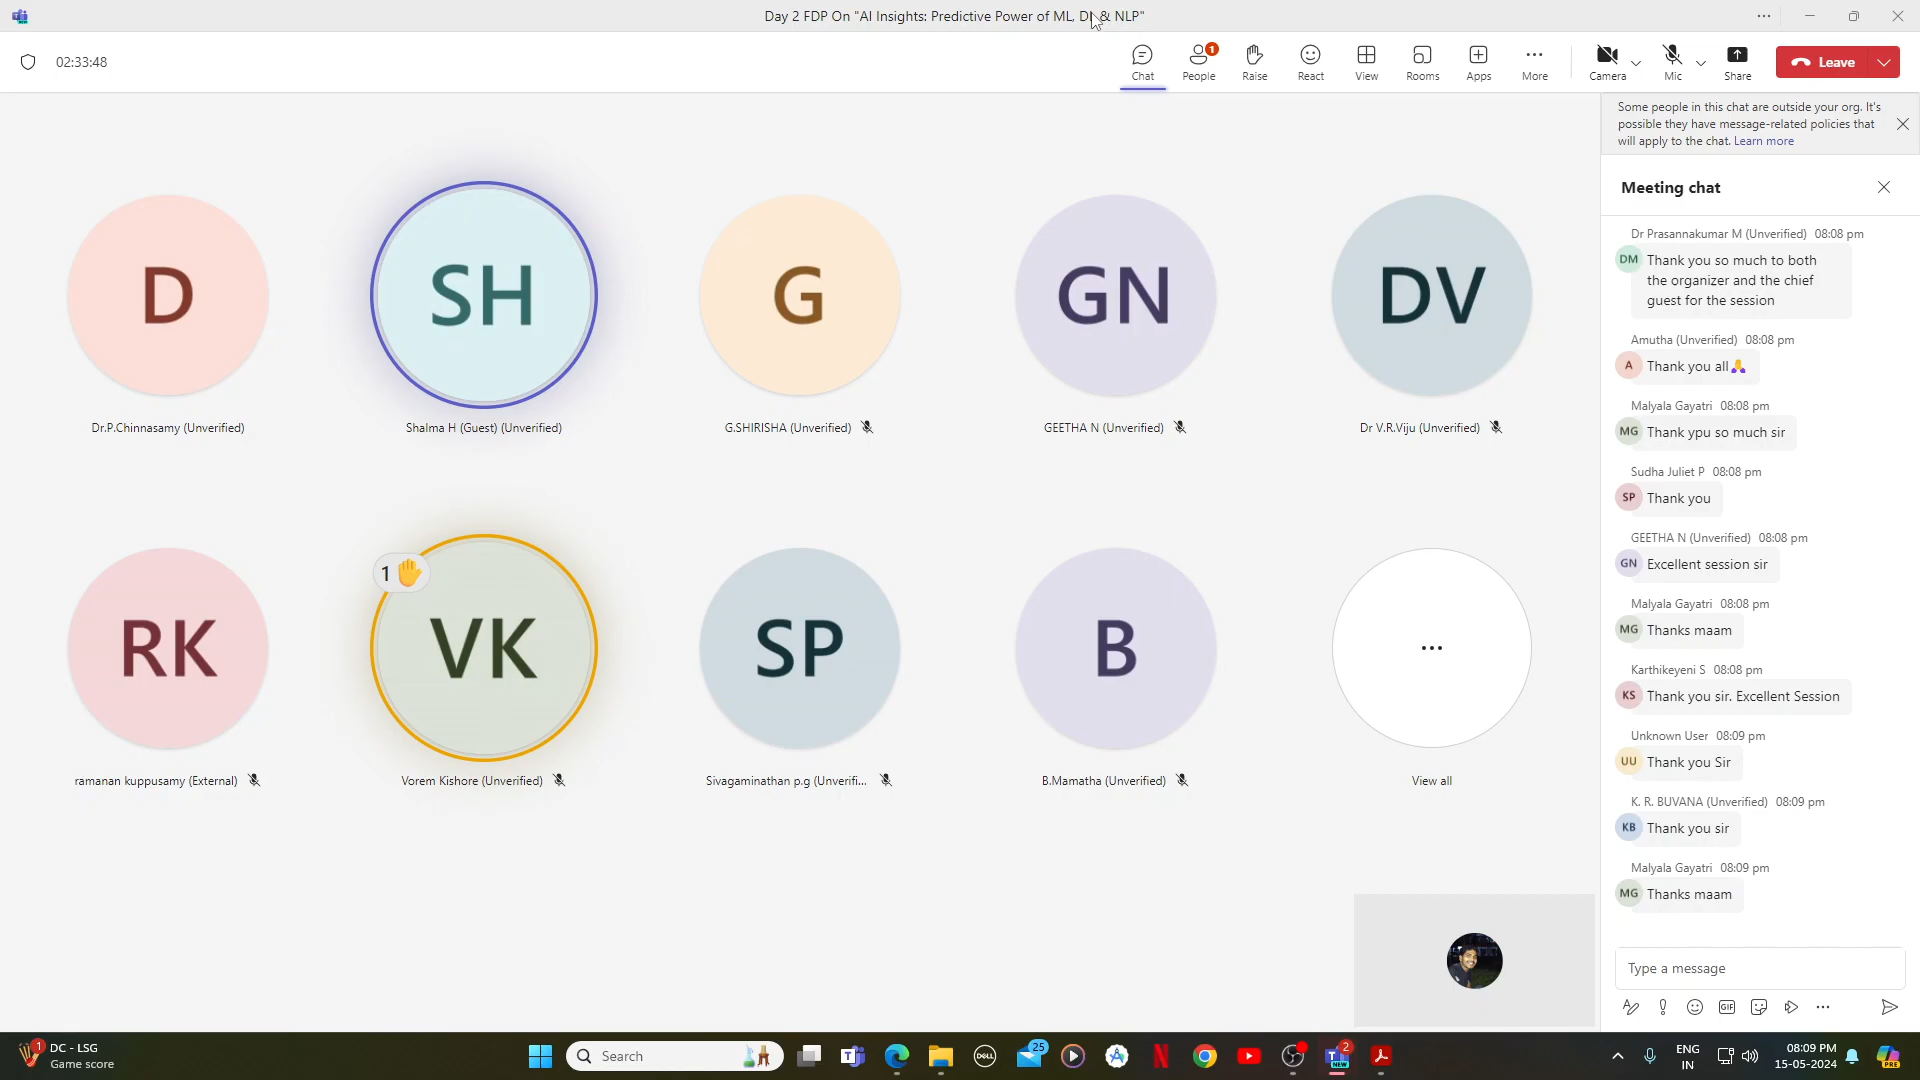 Day 2 FDP On "AI Insights: Predictive Power of ML, DL & NLP"
02:33:48
Chat
1
People
Raise
React
View
Rooms
Apps
More
Camera
Mic
Share
Leave
Some people in this chat are outside your org. It's
possible they have message-related policies that
will apply to the chat. Learn more
Meeting chat
D
Dr.P.Chinnasamy (Unverified)
SH
Shalma H (Guest) (Unverified)
G
G.SHIRISHA (Unverified)
GN
GEETHA N (Unverified)
DV
Dr V.R.Viju (Unverified)
RK
ramanan kuppusamy (External)
1
VK
Vorem Kishore (Unverified)
SP
Sivagaminathan p.g (Unverifi...
B
B.Mamatha (Unverified)
...
View all
Dr Prasannakumar M (Unverified) 08:08 pm
DM
Thank you so much to both
the organizer and the chief
guest for the session
Amutha (Unverified) 08:08 pm
A
Thank you all🙏
Malyala Gayatri 08:08 pm
MG
Thank ypu so much sir
Sudha Juliet P 08:08 pm
SP
Thank you
GEETHA N (Unverified) 08:08 pm
GN
Excellent session sir
Malyala Gayatri 08:08 pm
MG
Thanks maam
Karthikeyeni S 08:08 pm
KS
Thank you sir. Excellent Session
Unknown User 08:09 pm
UU
Thank you Sir
K. R. BUVANA (Unverified) 08:09 pm
KB
Thank you sir
Malyala Gayatri 08:09 pm
MG
Thanks maam
Type a message
GIF
1
DC - LSG
Game score
Search
DELL
25
2
NEW
ENG
IN
08:09 PM
15-05-2024
PRE